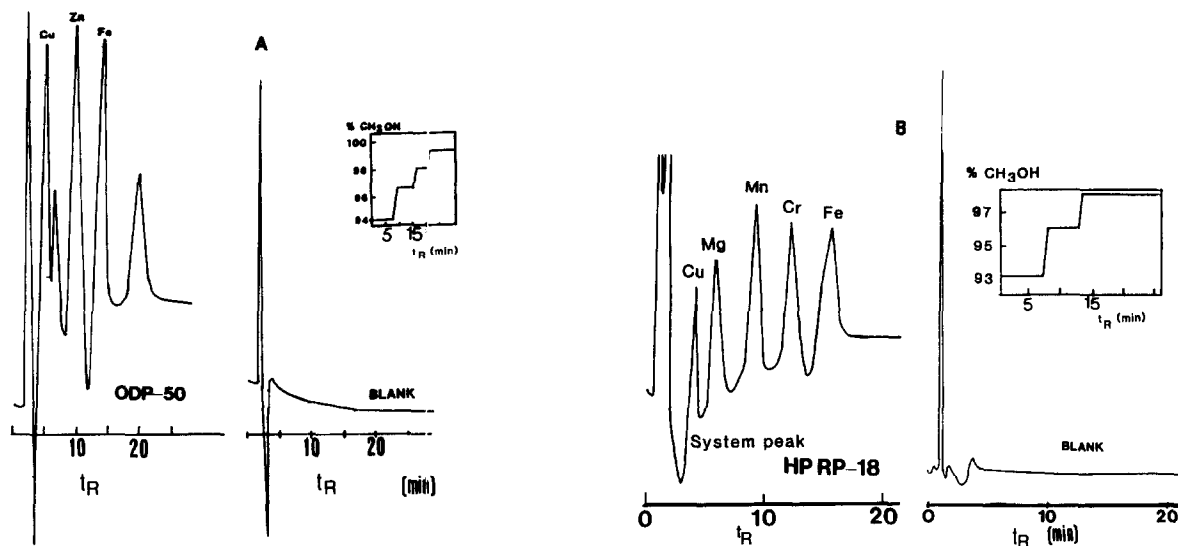 Cu
Zn
Fe
A
% CH3OH
100
98
96
94
5 15
tR (min)
ODP-50
BLANK
10 20
tR
10 20
tR (min)
B
% CH3OH
97
95
93
5 15
tR (min)
Cu
Mg
Mn
Cr
Fe
System peak
HP RP-18
BLANK
0 10 20
tR
0 10 20
tR (min)